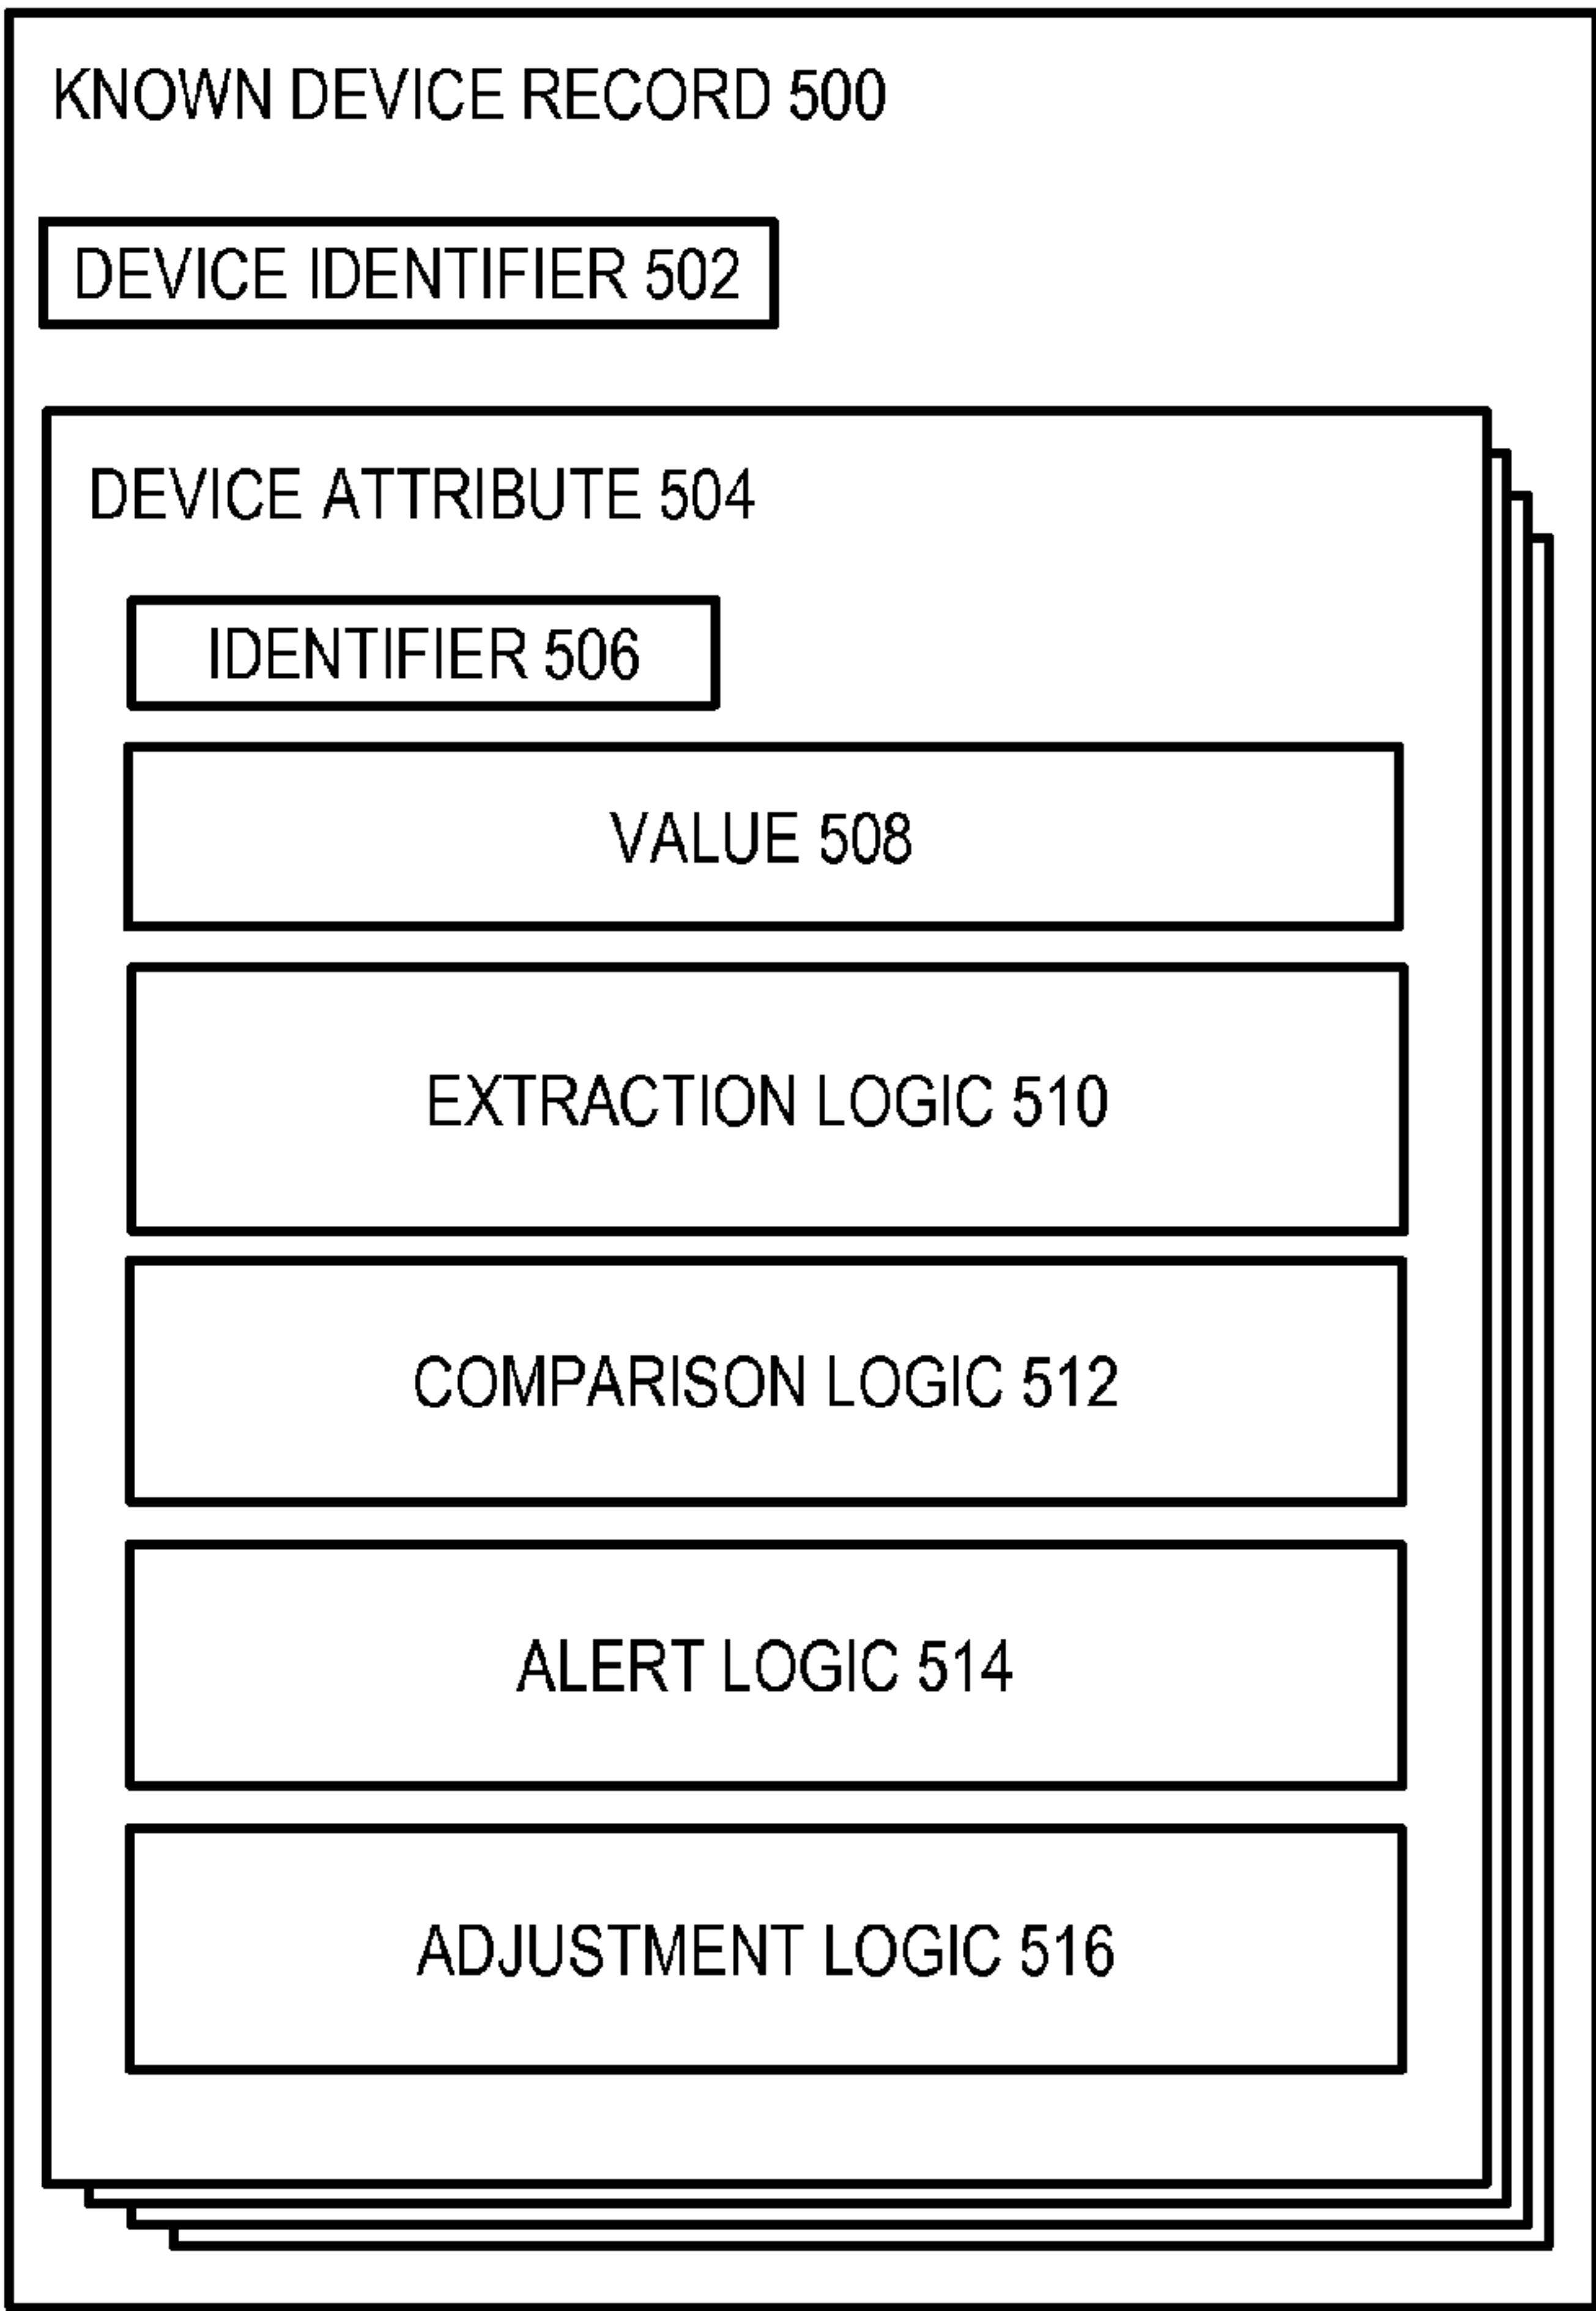 KNOWN DEVICE RECORD 500
DEVICE IDENTIFIER 502
DEVICE ATTRIBUTE 504
IDENTIFIER 506
VALUE 508
EXTRACTION LOGIC 510
COMPARISON LOGIC 512
ALERT LOGIC 514
ADJUSTMENT LOGIC 516